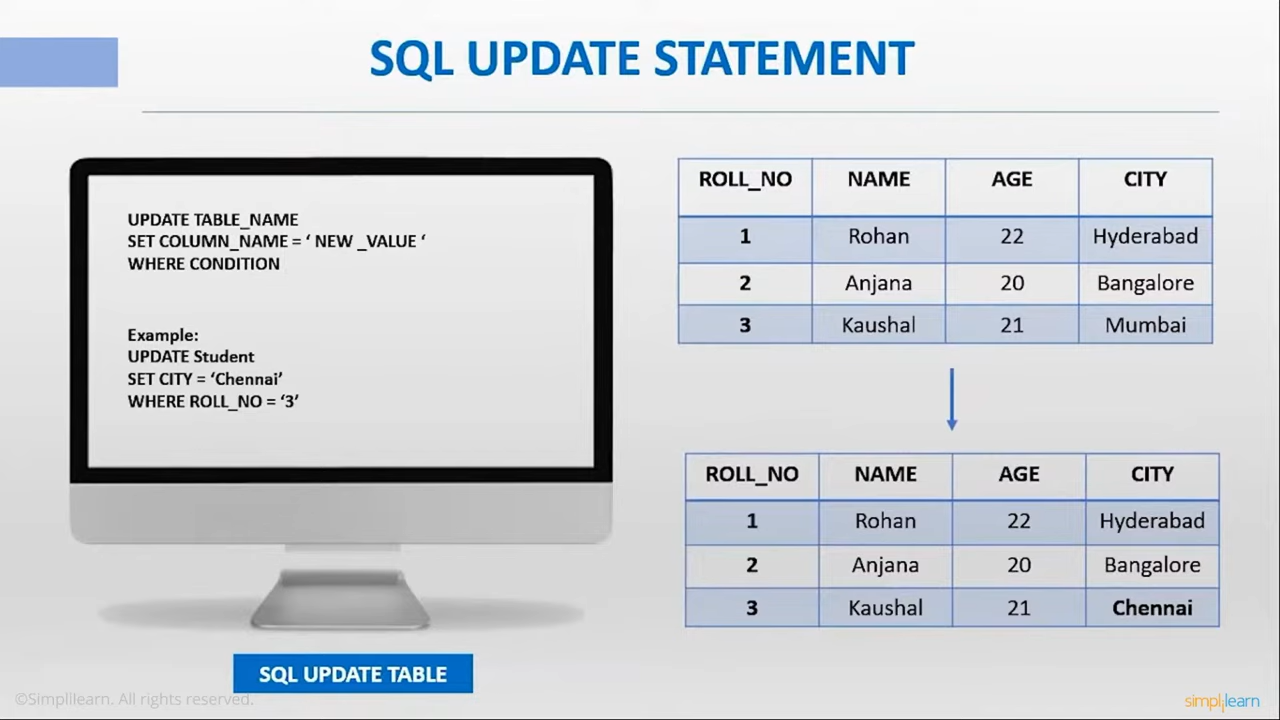 SQL UPDATE STATEMENT
UPDATE TABLE_NAME
SET COLUMN_NAME = ‘ NEW _VALUE ‘
WHERE CONDITION
Example:
UPDATE Student
SET CITY = ‘Chennai’
WHERE ROLL_NO = ‘3’
SQL UPDATE TABLE
ROLL_NO NAME AGE CITY
1 Rohan 22 Hyderabad
2 Anjana 20 Bangalore
3 Kaushal 21 Mumbai
ROLL_NO NAME AGE CITY
1 Rohan 22 Hyderabad
2 Anjana 20 Bangalore
3 Kaushal 21 Chennai
©Simplilearn. All rights reserved.
simplilearn